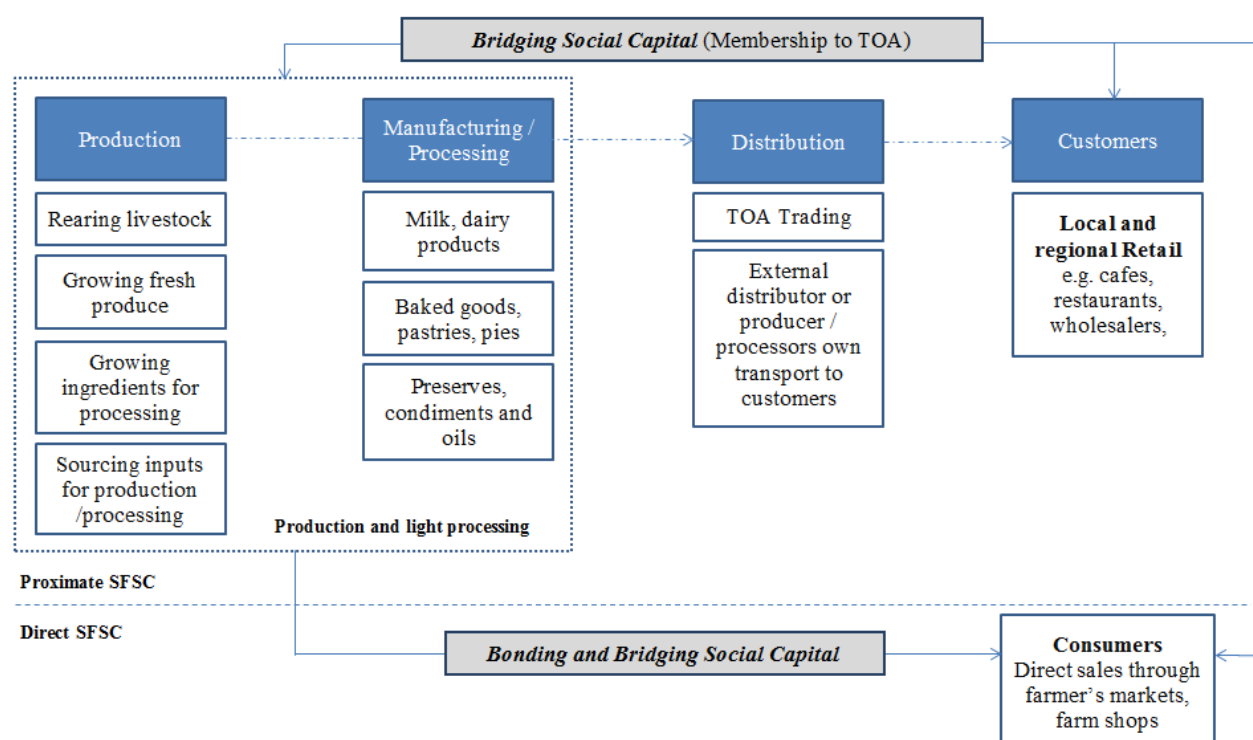 Bridging Social Capital (Membership to TOA)
Production
Manufacturing /
Processing
Distribution
Customers
Rearing livestock
Growing fresh
produce
Growing
ingredients for
processing
Sourcing inputs
for production
/processing
Milk, dairy
products
Baked goods,
pastries, pies
Preserves,
condiments and
oils
Production and light processing
TOA Trading
External
distributor or
producer /
processors own
transport to
customers
Local and
regional Retail
e.g. cafes,
restaurants,
wholesalers,
Proximate SFSC
Direct SFSC
Bonding and Bridging Social Capital
Consumers
Direct sales through
farmer's markets,
farm shops